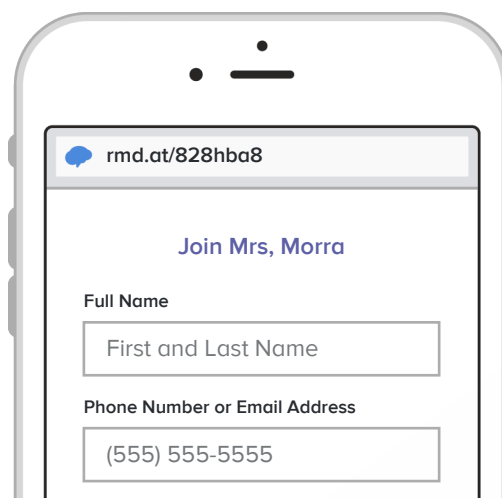 rmd.at/828hba8
Join Mrs, Morra
Full Name
First and Last Name
Phone Number or Email Address
(555) 555-5555